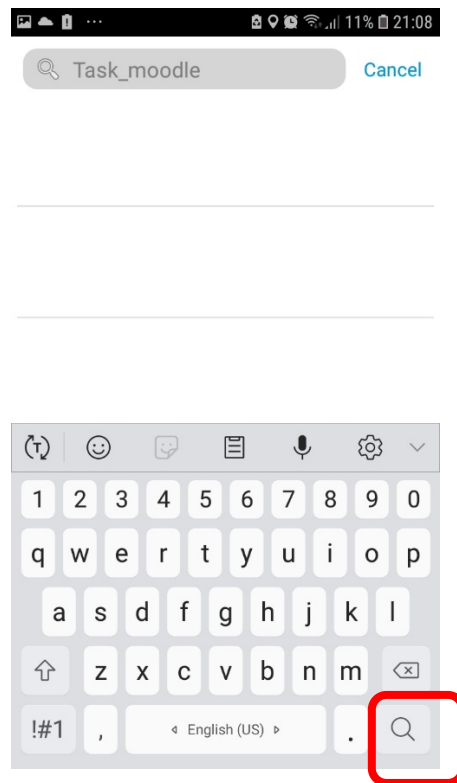 ... 11% 21:08
Task_moodle Cancel
1 2 3 4 5 6 7 8 9 0
q w e r t y u i o p
a s d f g h j k l
z x c v b n m
!#1 , English (US) .